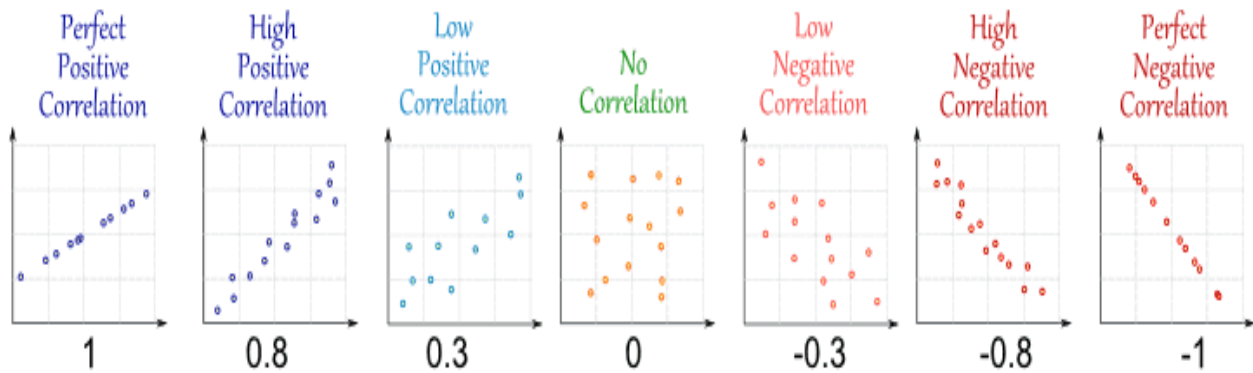 Perfect
Positive
Correlation
High
Positive
Correlation
Low
Positive
Correlation
No
Correlation
Low
Negative
Correlation
High
Negative
Correlation
Perfect
Negative
Correlation
1
0.8
0.3
0
-0.3
-0.8
-1